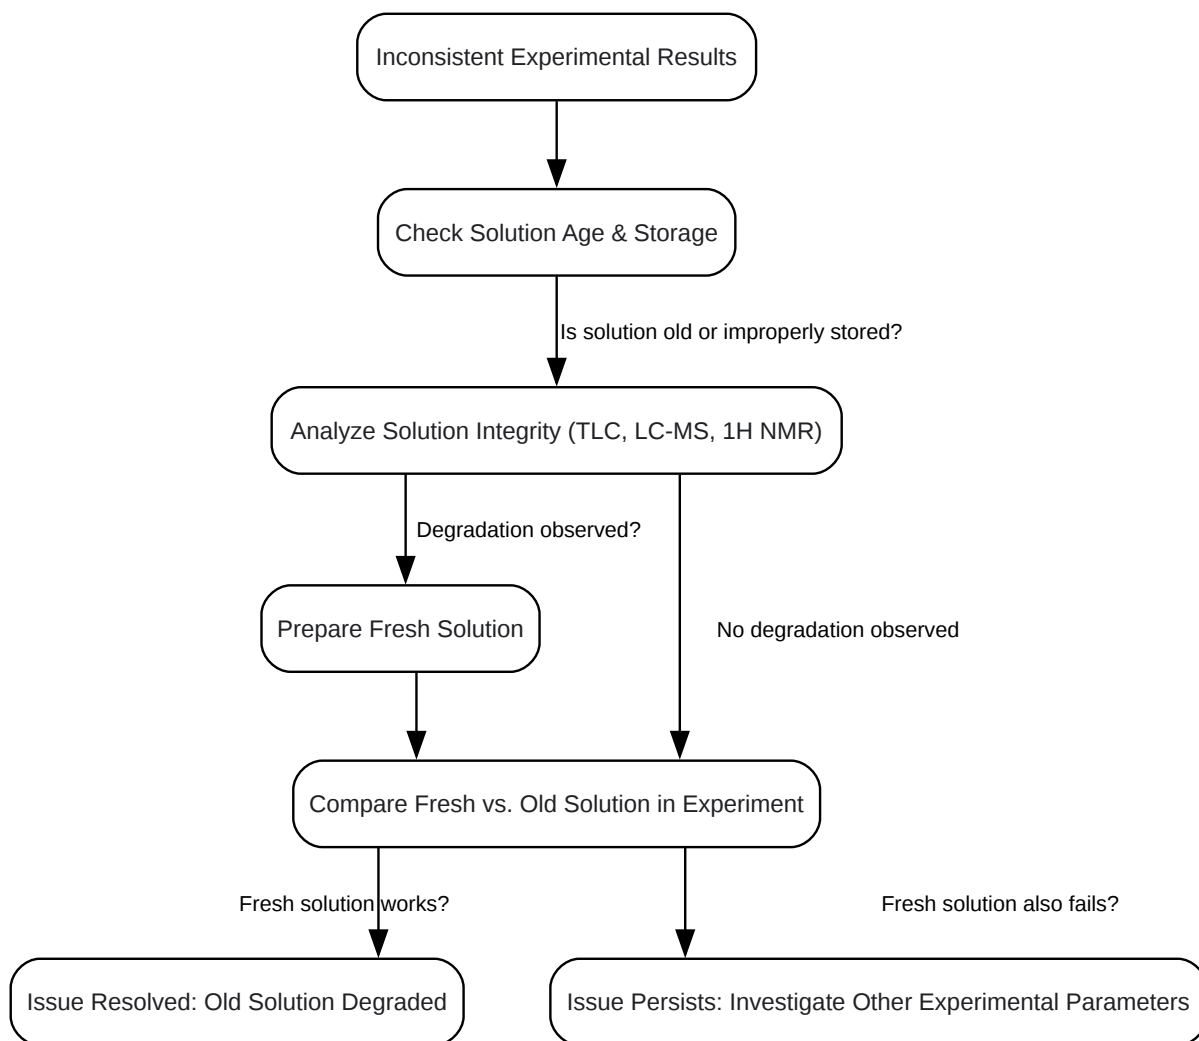 Inconsistent Experimental Results
Check Solution Age & Storage
Is solution old or improperly stored?
Analyze Solution Integrity (TLC, LC-MS, 1H NMR)
Degradation observed?
Prepare Fresh Solution
No degradation observed
Compare Fresh vs. Old Solution in Experiment
Fresh solution works?
Fresh solution also fails?
Issue Resolved: Old Solution Degraded
Issue Persists: Investigate Other Experimental Parameters